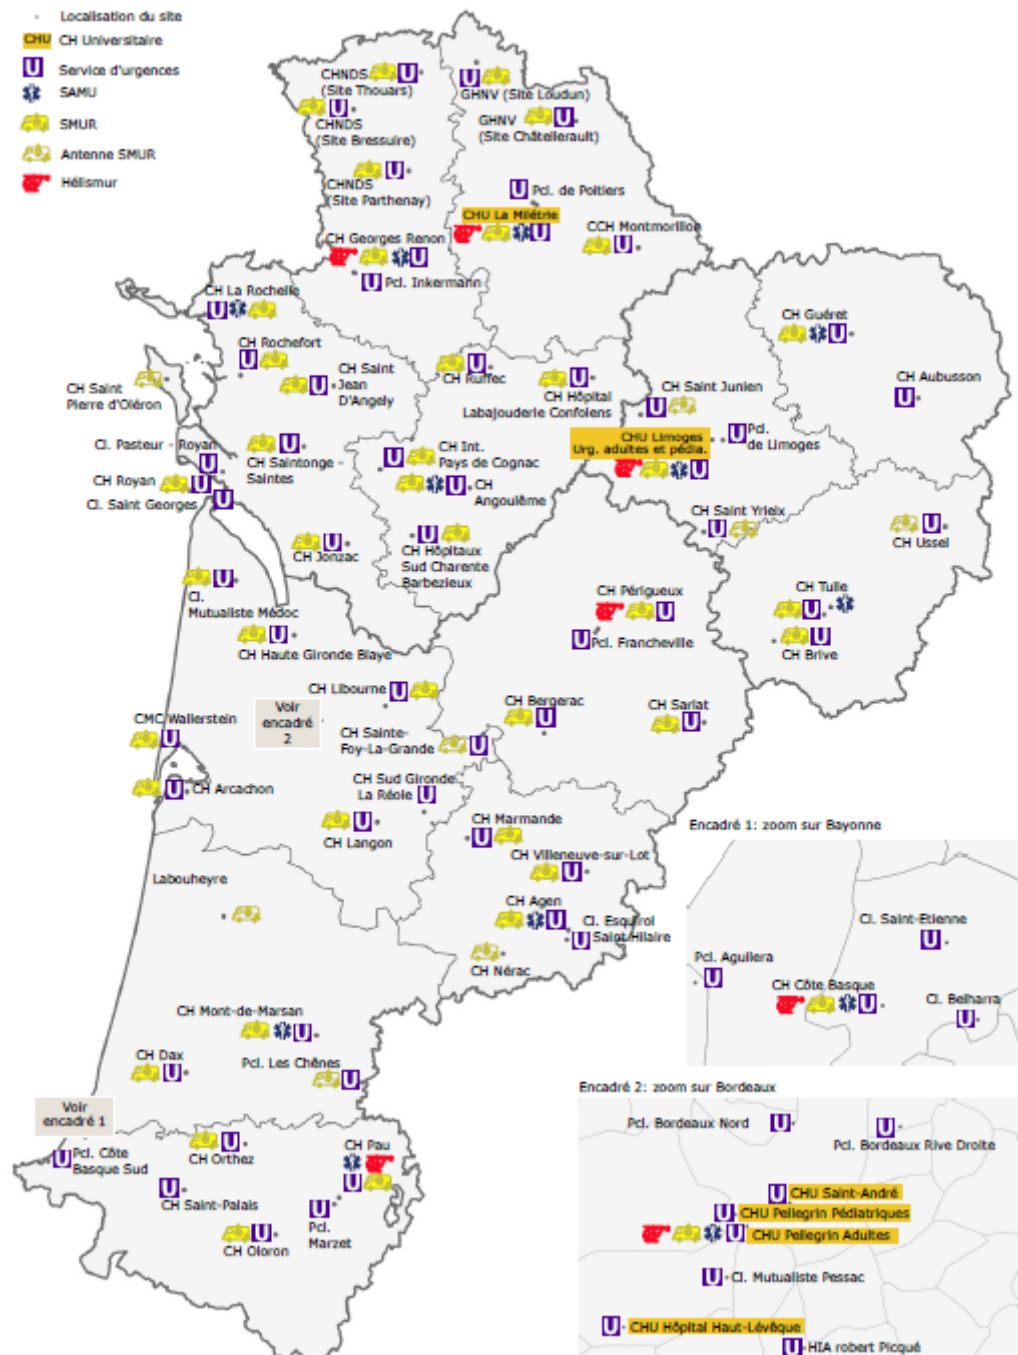 Localisation du site
CHU CH Universitaire
U Service d'urgences
SAMU
SMUR
Antenne SMUR
Hélismur
CHNDS
(Site Thouars)
U
U
GHNV (Site Loudun)
U
CHNDS
(Site Bressuire)
GHNV
(Site Châtellerault)
U
U
CHNDS
(Site Parthenay)
U Pcl. de Poitiers
CHU La Milétrie
U
CCH Montmorillon
U
CH Georges Renon
U
U Pcl. Inkermann
CH La Rochelle
U
CH Guéret
U
CH Rochefort
U
CH Saint
Jean
D'Angely
U
U
CH Ruffec
U
CH Hôpital
Labajouderie Confolens
CH Saint Junien
U
CH Aubusson
U
CH Saint
Pierre d'Oléron
U Pcl.
de Limoges
CHU Limoges
Urg. adultes et pédia.
U
Cl. Pasteur - Royan
U
U
CH Saintonge -
Saintes
CH Int.
Pays de Cognac
U
CH Royan
U
U CH
Angoulême
Cl. Saint Georges U
CH Saint Yrieix
U
U
CH Ussel
U
CH Jonzac
U
CH Hôpitaux
Sud Charente
Barbezieux
U
Cl.
Mutualiste Médoc
CH Périgueux
U
CH Tulle
U
U
CH Haute Gironde Blaye
U Pcl. Francheville
U
CH Brive
CH Libourne U
Voir
encadré
2
CH Bergerac
U
CH Sarlat
U
CMC Wallerstein
U
CH Sainte-
Foy-La-Grande
U
U CH Arcachon
CH Sud Gironde
La Réole
U
U
CH Langon
CH Marmande
U
CH Villeneuve-sur-Lot
U
Encadré 1: zoom sur Bayonne
Labouheyre
CH Agen
U
Cl. Esquirol
Saint Hilaire
U
CH Nérac
Cl. Saint-Etienne
U
Pcl. Aguilera
U
CH Côte Basque
U
Cl. Belharra
U
CH Mont-de-Marsan
U
CH Dax
U
Pcl. Les Chênes
U
Voir
encadré 1
Encadré 2: zoom sur Bordeaux
Pcl. Bordeaux Nord U
U
Pcl. Bordeaux Rive Droite
U
CH Orthez
U Pcl. Côte
Basque Sud
CH Pau
U
U
CH Saint-Palais
U
Pcl.
Marzet
U
CH Oloron
U CHU Saint-André
U CHU Pellegrin Pédiatriques
U CHU Pellegrin Adultes
U Cl. Mutualiste Pessac
U CHU Hôpital Haut-Lévêque
U HIA robert Picqué